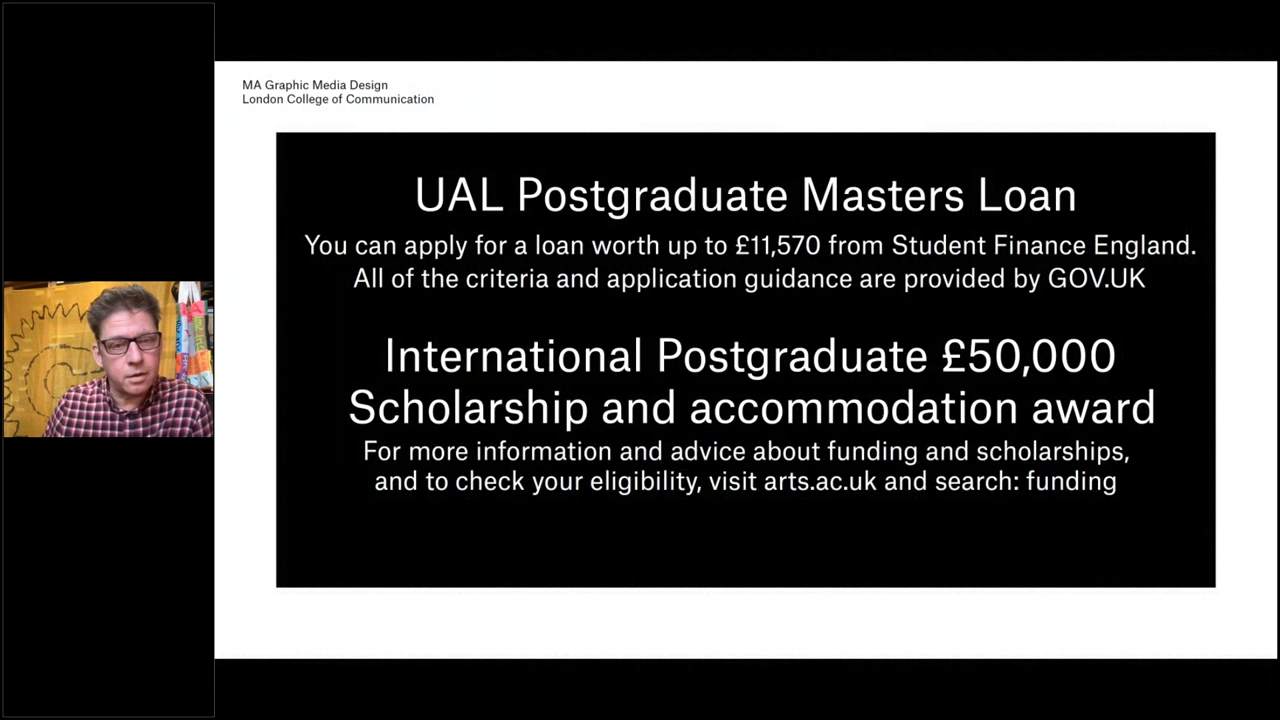 MA Graphic Media Design
London College of Communication
UAL Postgraduate Masters Loan
You can apply for a loan worth up to £11,570 from Student Finance England.
All of the criteria and application guidance are provided by GOV.UK
International Postgraduate £50,000
Scholarship and accommodation award
For more information and advice about funding and scholarships,
and to check your eligibility, visit arts.ac.uk and search: funding